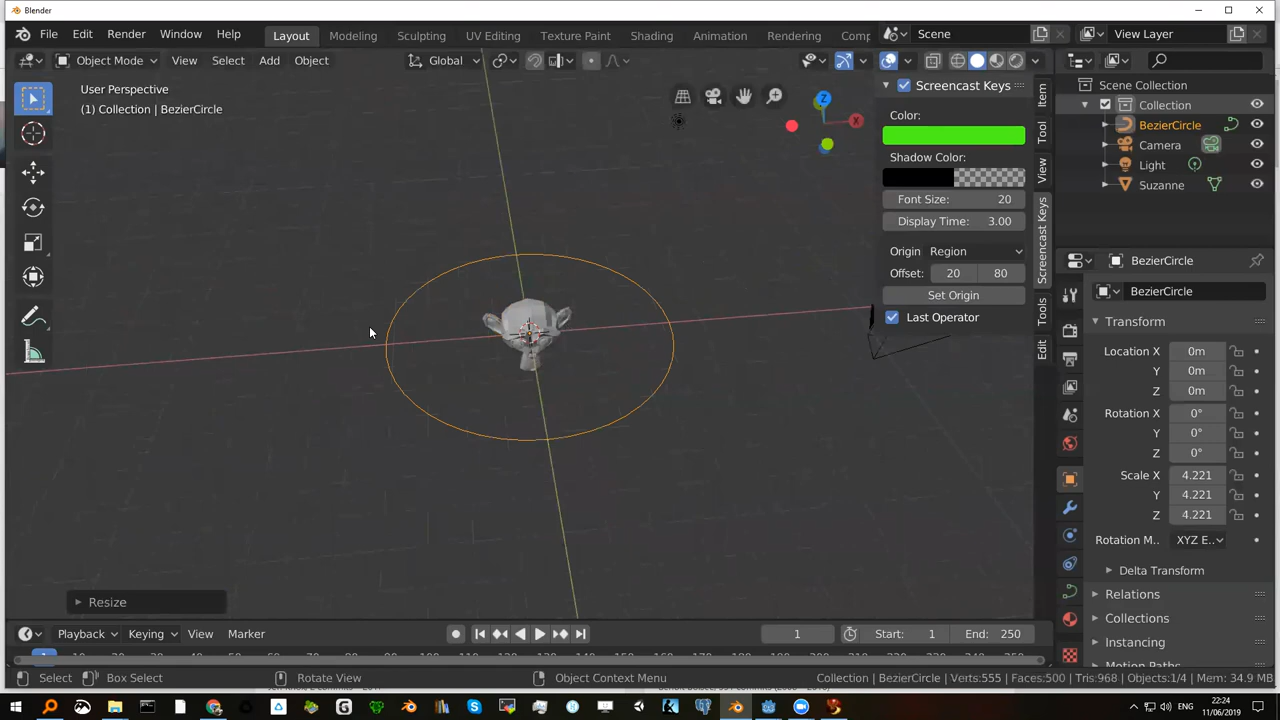 Blender
File Edit Render Window Help Layout Modeling Sculpting UV Editing Texture Paint Shading Animation Rendering Comp Scene View Layer
Object Mode View Select Add Object Global
User Perspective
(1) Collection | BezierCircle
Screencast Keys
Color:
Shadow Color:
Font Size: 20
Display Time: 3.00
Origin Region
Offset: 20 80
Set Origin
Last Operator
Item
Tool
View
Screencast Keys
Tools
Edit
Z
X
Scene Collection
Collection
BezierCircle
Camera
Light
Suzanne
BezierCircle
BezierCircle
Transform
Location X 0m
Y 0m
Z 0m
Rotation X 0°
Y 0°
Z 0°
Scale X 4.221
Y 4.221
Z 4.221
Rotation M.. XYZ E..
Delta Transform
Relations
Collections
Instancing
Motion Paths
Resize
Playback Keying View Marker 1 Start: 1 End: 250
Select Box Select Rotate View Object Context Menu Collection | BezierCircle | Verts:555 | Faces:500 | Tris:968 | Objects:1/4 | Mem: 34.9 MB
ENG
22:24
11/06/2019